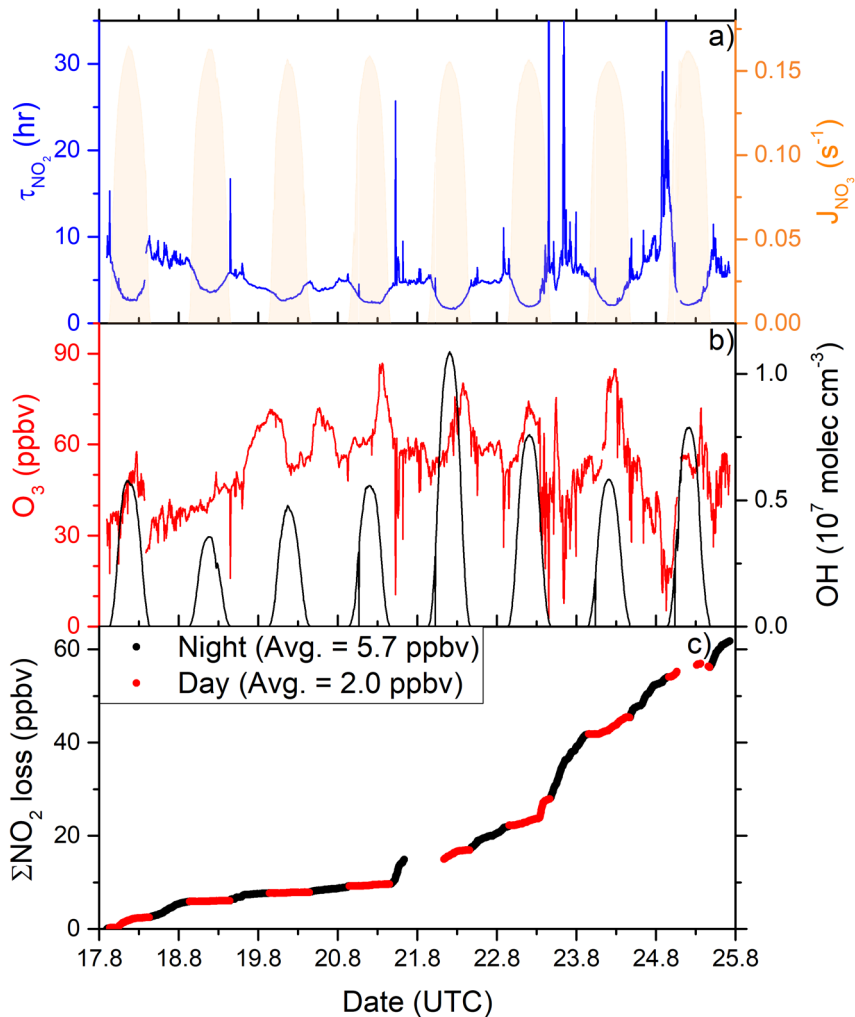 a)
30
20
10
0
τNO₂ (hr)
0.15
0.10
0.05
0.00
JNO₃ (s⁻¹)
b)
90
60
30
0
O₃ (ppbv)
1.0
0.5
0.0
OH (10⁷ molec cm⁻³)
c)
Night (Avg. = 5.7 ppbv)
Day (Avg. = 2.0 ppbv)
60
40
20
0
ΣNO₂ loss (ppbv)
17.8 18.8 19.8 20.8 21.8 22.8 23.8 24.8 25.8
Date (UTC)